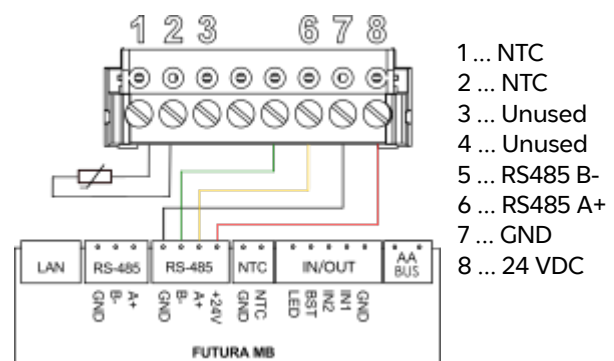 1 2 3 6 7 8
1 ... NTC
2 ... NTC
3 ... Unused
4 ... Unused
5 ... RS485 B-
6 ... RS485 A+
7 ... GND
8 ... 24 VDC
LAN RS-485 RS-485 NTC IN/OUT AA BUS
GND B- A+ GND B- A+ +24V GND NTC LED BST IN2 IN1 GND
FUTURA MB